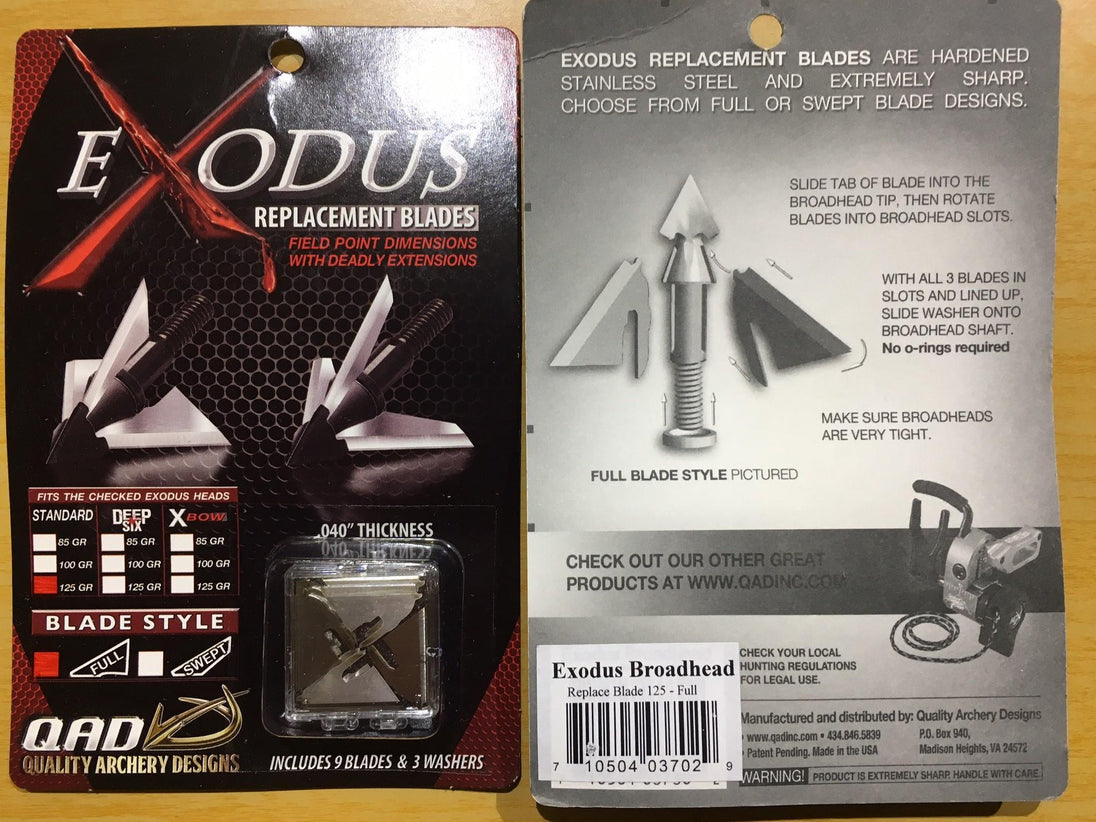 EXODUS
REPLACEMENT BLADES
FIELD POINT DIMENSIONS
WITH DEADLY EXTENSIONS
FITS THE CHECKED EXODUS HEADS
STANDARD DEEP SIX XBOW
85 GR 85 GR 85 GR
100 GR 100 GR 100 GR
125 GR 125 GR 125 GR
BLADE STYLE
FULL SWEPT
.040" THICKNESS
QAD
QUALITY ARCHERY DESIGNS
INCLUDES 9 BLADES & 3 WASHERS
EXODUS REPLACEMENT BLADES ARE HARDENED
STAINLESS STEEL AND EXTREMELY SHARP.
CHOOSE FROM FULL OR SWEPT BLADE DESIGNS.
SLIDE TAB OF BLADE INTO THE
BROADHEAD TIP, THEN ROTATE
BLADES INTO BROADHEAD SLOTS.
WITH ALL 3 BLADES IN
SLOTS AND LINED UP,
SLIDE WASHER ONTO
BROADHEAD SHAFT.
No o-rings required
MAKE SURE BROADHEADS
ARE VERY TIGHT.
FULL BLADE STYLE PICTURED
CHECK OUT OUR OTHER GREAT
PRODUCTS AT WWW.QADINC.COM
Exodus Broadhead
Replace Blade 125 - Full
7 10504 03702 9
CHECK YOUR LOCAL
HUNTING REGULATIONS
FOR LEGAL USE.
Manufactured and distributed by: Quality Archery Designs
• www.qadinc.com • 434.846.5839 P.O. Box 940,
• Patent Pending. Made in the USA Madison Heights, VA 24572
WARNING! PRODUCT IS EXTREMELY SHARP. HANDLE WITH CARE.